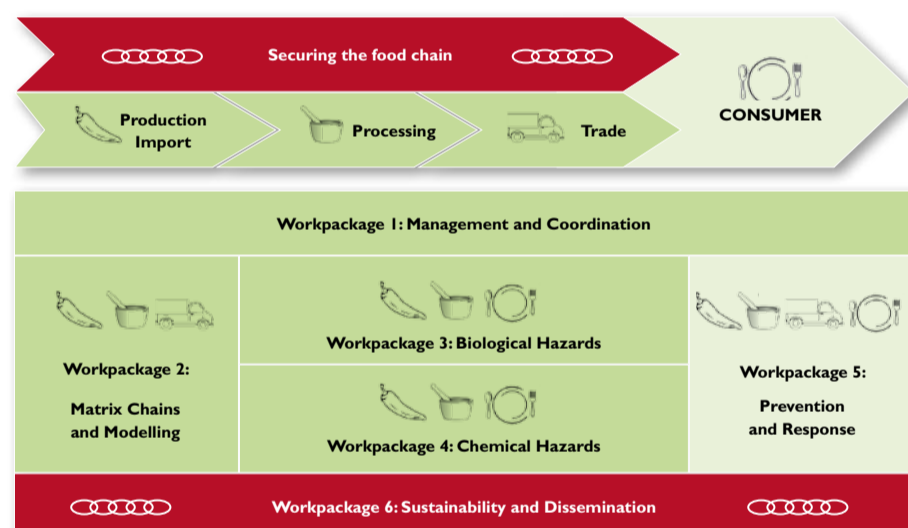 Securing the food chain
Production
Import
Processing
Trade
CONSUMER
Workpackage 1: Management and Coordination
Workpackage 2:
Matrix Chains
and Modelling
Workpackage 3: Biological Hazards
Workpackage 4: Chemical Hazards
Workpackage 5:
Prevention
and Response
Workpackage 6: Sustainability and Dissemination